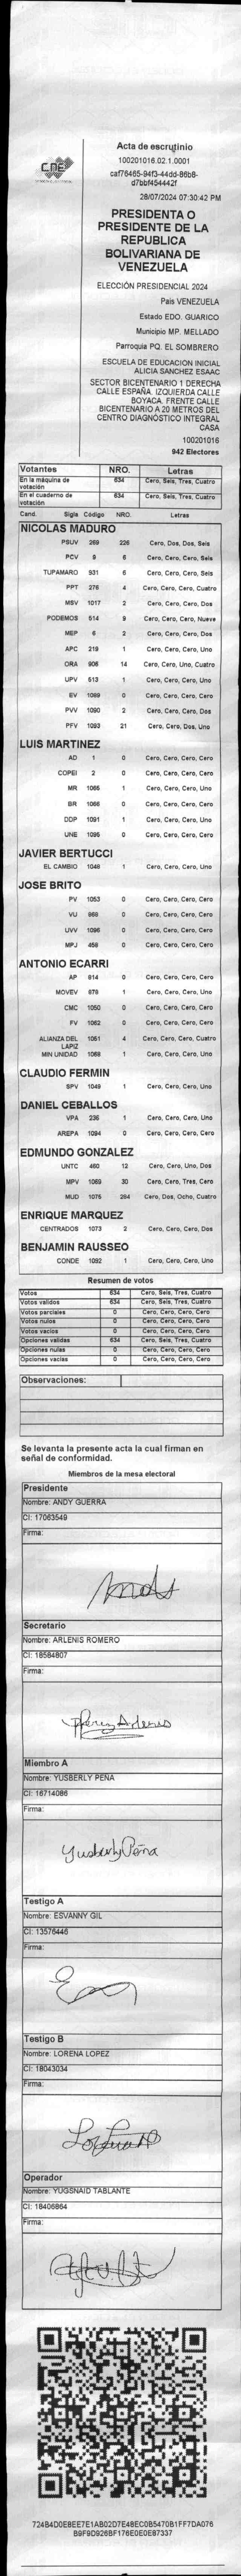 CNE
Acta de escrutinio
100201016.02.1.0001
caf76465-94f3-44dd-86b8-
d7bbf454442f
28/07/2024 07:30:42 PM
PRESIDENTA O
PRESIDENTE DE LA
REPUBLICA
BOLIVARIANA DE
VENEZUELA
ELECCIÓN PRESIDENCIAL 2024
Pais VENEZUELA
Estado EDO. GUARICO
Municipio MP. MELLADO
Parroquia PQ. EL SOMBRERO
ESCUELA DE EDUCACION INICIAL
ALICIA SANCHEZ ESAAC
SECTOR BICENTENARIO 1 DERECHA
CALLE ESPAÑA. IZQUIERDA CALLE
BOYACA. FRENTE CALLE
BICENTENARIO A 20 METROS DEL
CENTRO DIAGNÓSTICO INTEGRAL
CASA
100201016
942 Electores
Votantes NRO. Letras
En la máquina de votación 634 Cero, Seis, Tres, Cuatro
En el cuaderno de votación 634 Cero, Seis, Tres, Cuatro
Cand. Sigla Código NRO. Letras
NICOLAS MADURO
PSUV 269 226 Cero, Dos, Dos, Seis
PCV 9 6 Cero, Cero, Cero, Seis
TUPAMARO 931 6 Cero, Cero, Cero, Seis
PPT 276 4 Cero, Cero, Cero, Cuatro
MSV 1017 2 Cero, Cero, Cero, Dos
PODEMOS 514 9 Cero, Cero, Cero, Nueve
MEP 6 2 Cero, Cero, Cero, Dos
APC 219 1 Cero, Cero, Cero, Uno
ORA 906 14 Cero, Cero, Uno, Cuatro
UPV 513 1 Cero, Cero, Cero, Uno
EV 1089 0 Cero, Cero, Cero, Cero
PVV 1090 2 Cero, Cero, Cero, Dos
PFV 1093 21 Cero, Cero, Dos, Uno
LUIS MARTINEZ
AD 1 0 Cero, Cero, Cero, Cero
COPEI 2 0 Cero, Cero, Cero, Cero
MR 1065 1 Cero, Cero, Cero, Uno
BR 1066 0 Cero, Cero, Cero, Cero
DDP 1091 1 Cero, Cero, Cero, Uno
UNE 1095 0 Cero, Cero, Cero, Cero
JAVIER BERTUCCI
EL CAMBIO 1048 1 Cero, Cero, Cero, Uno
JOSE BRITO
PV 1053 0 Cero, Cero, Cero, Cero
VU 869 0 Cero, Cero, Cero, Cero
UVV 1096 0 Cero, Cero, Cero, Cero
MPJ 458 0 Cero, Cero, Cero, Cero
ANTONIO ECARRI
AP 814 0 Cero, Cero, Cero, Cero
MOVEV 878 1 Cero, Cero, Cero, Uno
CMC 1050 0 Cero, Cero, Cero, Cero
FV 1062 0 Cero, Cero, Cero, Cero
ALIANZA DEL LAPIZ 1061 4 Cero, Cero, Cero, Cuatro
MIN UNIDAD 1068 1 Cero, Cero, Cero, Uno
CLAUDIO FERMIN
SPV 1049 1 Cero, Cero, Cero, Uno
DANIEL CEBALLOS
VPA 236 1 Cero, Cero, Cero, Uno
AREPA 1094 0 Cero, Cero, Cero, Cero
EDMUNDO GONZALEZ
UNTC 460 12 Cero, Cero, Uno, Dos
MPV 1069 30 Cero, Cero, Tres, Cero
MUD 1075 284 Cero, Dos, Ocho, Cuatro
ENRIQUE MARQUEZ
CENTRADOS 1073 2 Cero, Cero, Cero, Dos
BENJAMIN RAUSSEO
CONDE 1092 1 Cero, Cero, Cero, Uno
Resumen de votos
Votos 634 Cero, Seis, Tres, Cuatro
Votos validos 634 Cero, Seis, Tres, Cuatro
Votos parciales 0 Cero, Cero, Cero, Cero
Votos nulos 0 Cero, Cero, Cero, Cero
Votos vacios 0 Cero, Cero, Cero, Cero
Opciones validas 634 Cero, Seis, Tres, Cuatro
Opciones nulas 0 Cero, Cero, Cero, Cero
Opciones vacias 0 Cero, Cero, Cero, Cero
Observaciones:
Se levanta la presente acta la cual firman en
señal de conformidad.
Miembros de la mesa electoral
Presidente
Nombre: ANDY GUERRA
CI: 17063549
Firma:
Secretario
Nombre: ARLENIS ROMERO
CI: 18584807
Firma:
Miembro A
Nombre: YUSBERLY PEÑA
CI: 16714086
Firma:
Yusberly Peña
Testigo A
Nombre: ESVANNY GIL
CI: 13576446
Firma:
Testigo B
Nombre: LORENA LOPEZ
CI: 18043034
Firma:
Operador
Nombre: YUGSNAID TABLANTE
CI: 18406864
Firma:
724B4D0E8EE7E1AB02D7E48EC0B5470B1FF7DA076
B9F9D926BF176E0E0E87337